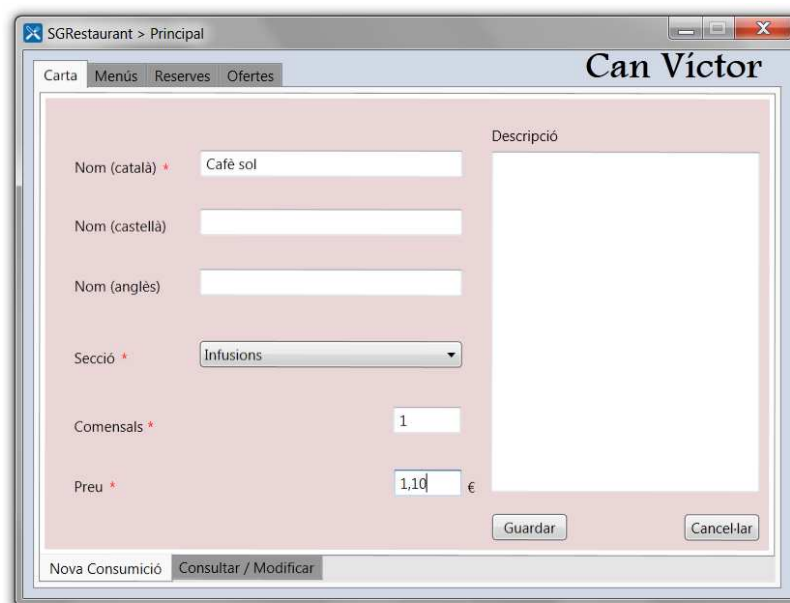 SGRestaurant > Principal
Can Víctor
Carta Menús Reserves Ofertes
Descripció
Nom (català) * Cafè sol
Nom (castellà)
Nom (anglès)
Secció * Infusions
Comensals * 1
Preu * 1,10 €
Guardar Cancel·lar
Nova Consumició Consultar / Modificar